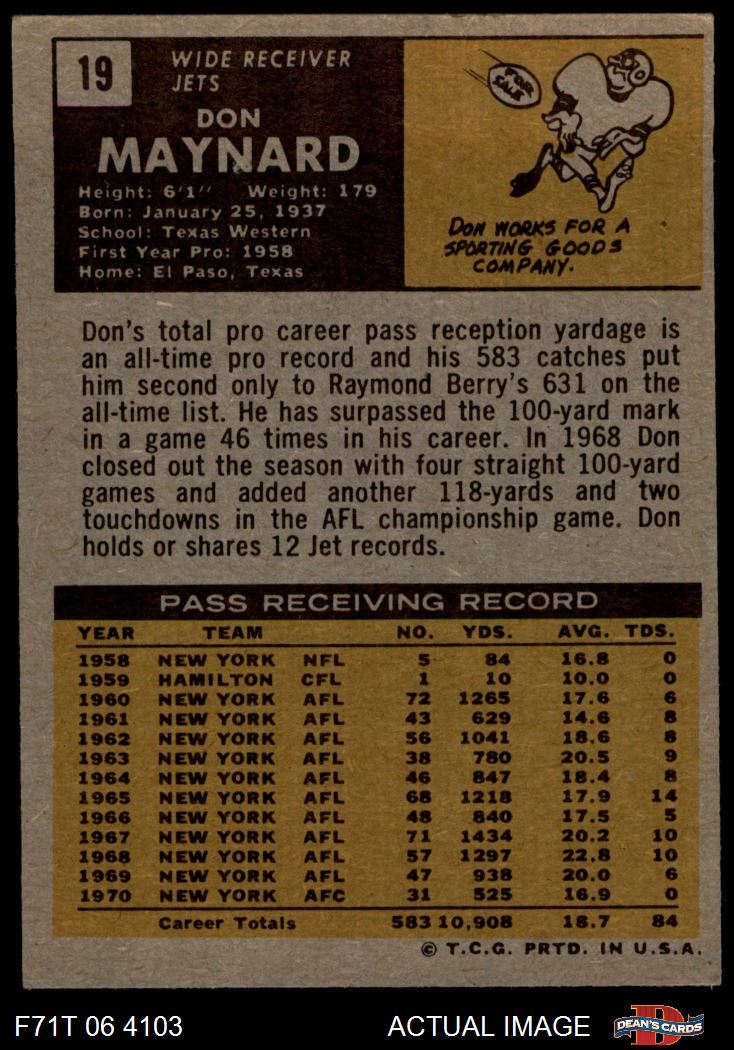 19
WIDE RECEIVER
JETS
DON
MAYNARD
Height: 6'1" Weight: 179
Born: January 25, 1937
School: Texas Western
First Year Pro: 1958
Home: El Paso, Texas
FOR
SALE
DON WORKS FOR A
SPORTING GOODS
COMPANY.
Don's total pro career pass reception yardage is
an all-time pro record and his 583 catches put
him second only to Raymond Berry's 631 on the
all-time list. He has surpassed the 100-yard mark
in a game 46 times in his career. In 1968 Don
closed out the season with four straight 100-yard
games and added another 118-yards and two
touchdowns in the AFL championship game. Don
holds or shares 12 Jet records.
PASS RECEIVING RECORD
YEAR TEAM NO. YDS. AVG. TDS.
1958 NEW YORK NFL 5 84 16.8 0
1959 HAMILTON CFL 1 10 10.0 0
1960 NEW YORK AFL 72 1265 17.6 6
1961 NEW YORK AFL 43 629 14.6 8
1962 NEW YORK AFL 56 1041 18.6 8
1963 NEW YORK AFL 38 780 20.5 9
1964 NEW YORK AFL 46 847 18.4 8
1965 NEW YORK AFL 68 1218 17.9 14
1966 NEW YORK AFL 48 840 17.5 5
1967 NEW YORK AFL 71 1434 20.2 10
1968 NEW YORK AFL 57 1297 22.8 10
1969 NEW YORK AFL 47 938 20.0 6
1970 NEW YORK AFC 31 525 16.9 0
Career Totals 583 10,908 18.7 84
© T.C.G. PRTD. IN U.S.A.
F71T 06 4103 ACTUAL IMAGE DEAN'S CARDS